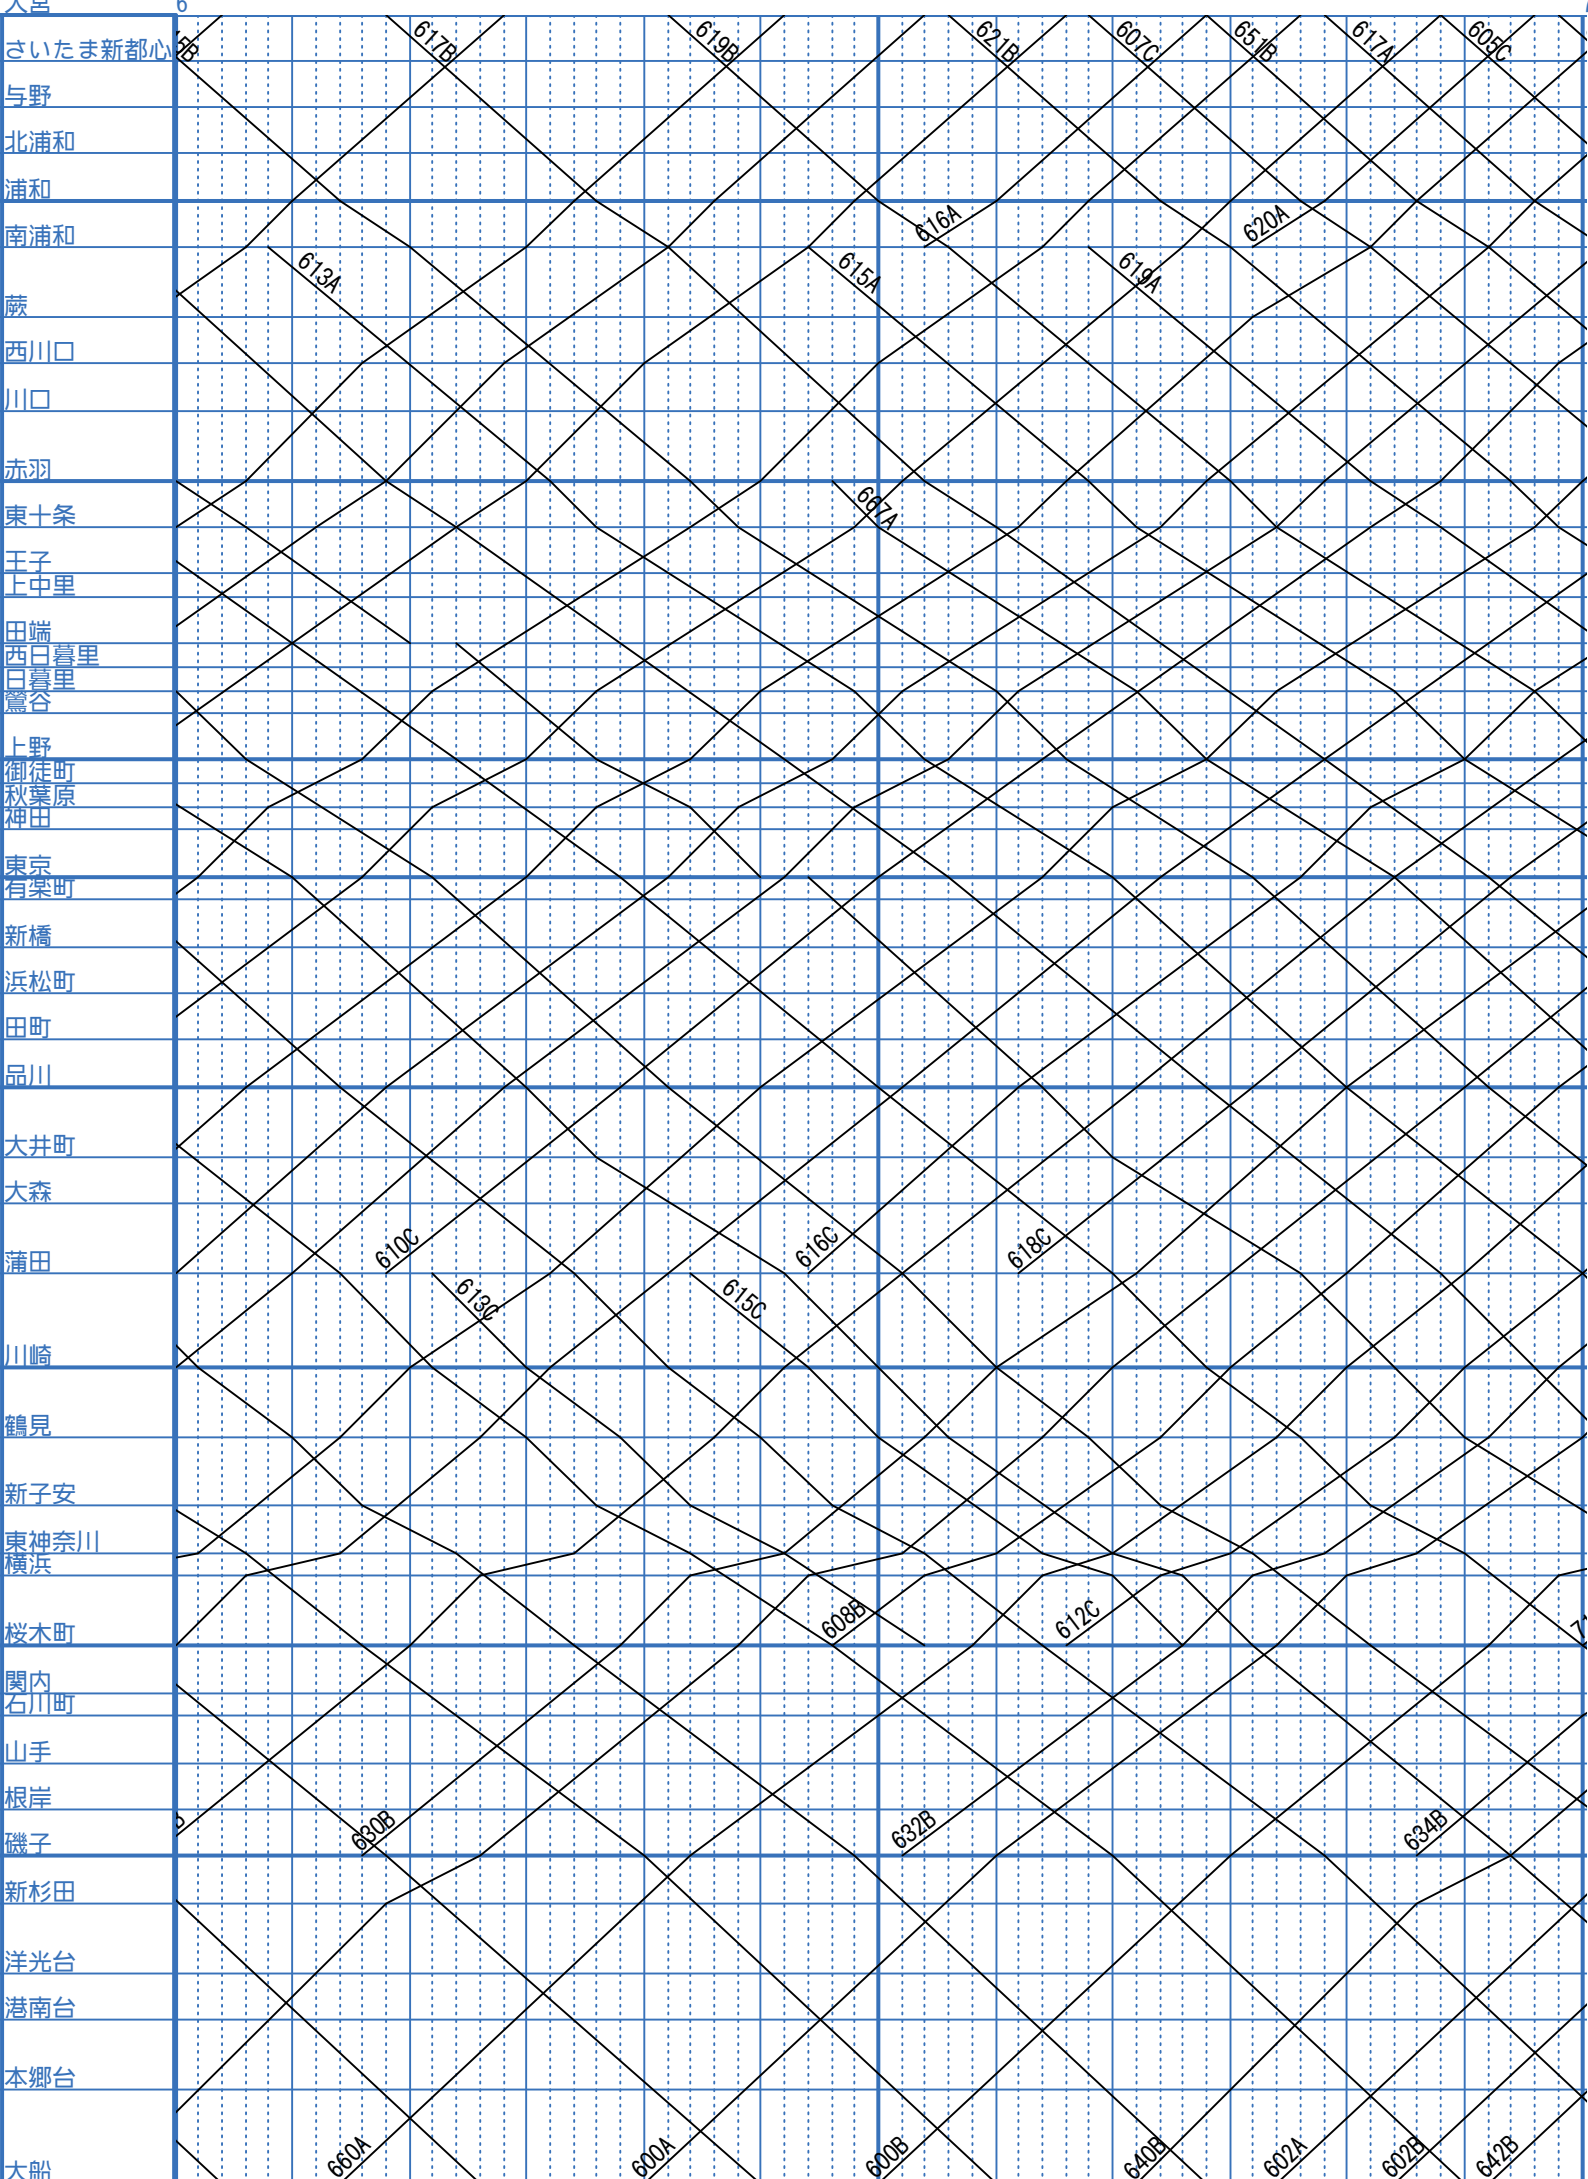 大宮 6
さいたま新都心 5B 617B 619B 621B 607C 651B 617A 605C
与野
北浦和
浦和
南浦和 616A 620A
613A 615A 619A
蕨
西川口
川口
赤羽
東十条 667A
王子
上中里
田端
西日暮里
日暮里
鶯谷
上野
御徒町
秋葉原
神田
東京
有楽町
新橋
浜松町
田町
品川
大井町
大森
蒲田 610C 616C 618C
613C 615C
川崎
鶴見
新子安
東神奈川
横浜
桜木町 608B 612C
関内
石川町
山手
根岸
磯子 630B 632B 634B
新杉田
洋光台
港南台
本郷台
大船 660A 600A 600B 640B 602A 602B 642B